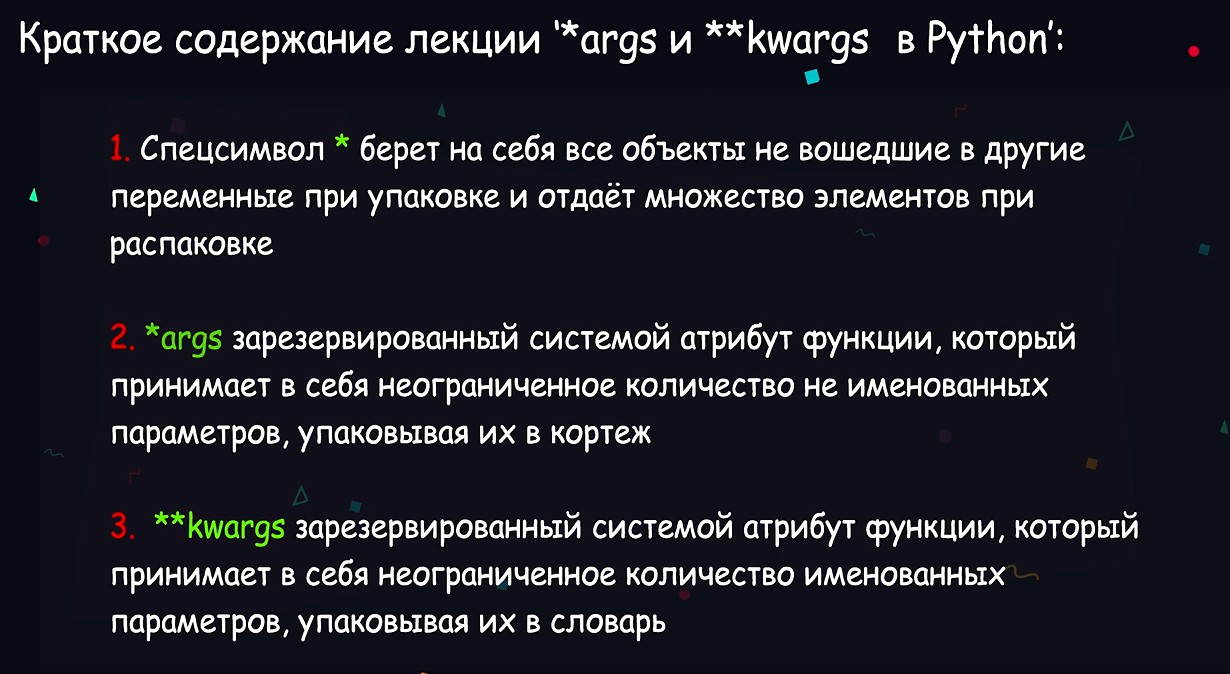 Краткое содержание лекции '*args и **kwargs в Python':
1. Спецсимвол * берет на себя все объекты не вошедшие в другие
переменные при упаковке и отдаёт множество элементов при
распаковке
2. *args зарезервированный системой атрибут функции, который
принимает в себя неограниченное количество не именованных
параметров, упаковывая их в кортеж
3. **kwargs зарезервированный системой атрибут функции, который
принимает в себя неограниченное количество именованных
параметров, упаковывая их в словарь